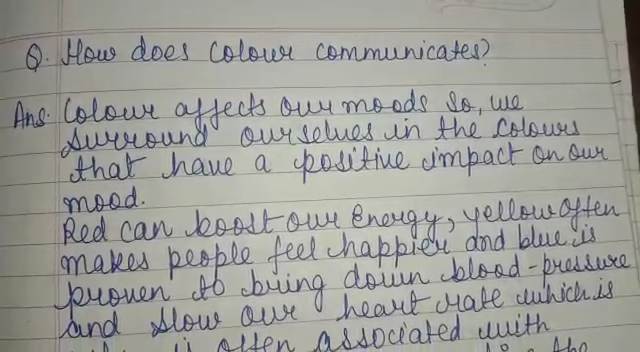 Q. How does colour communicates?
Ans. Colour affects our moods so, we
surround ourselves in the colours
that have a positive impact on our
mood.
Red can boost our energy, yellow often
makes people feel happier and blue is
proven to bring down blood-pressure
and slow our heart rate which is
often associated with
the